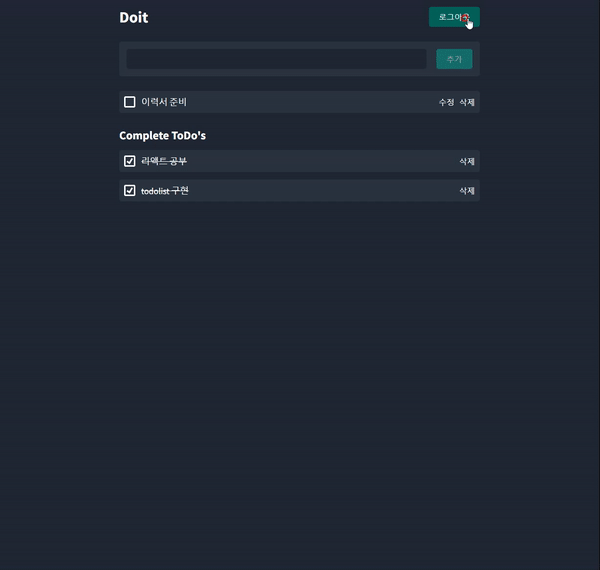 Doit
로그아웃
추가
이력서 준비
수정 삭제
Complete ToDo's
리액트 공부
삭제
todolist 구현
삭제